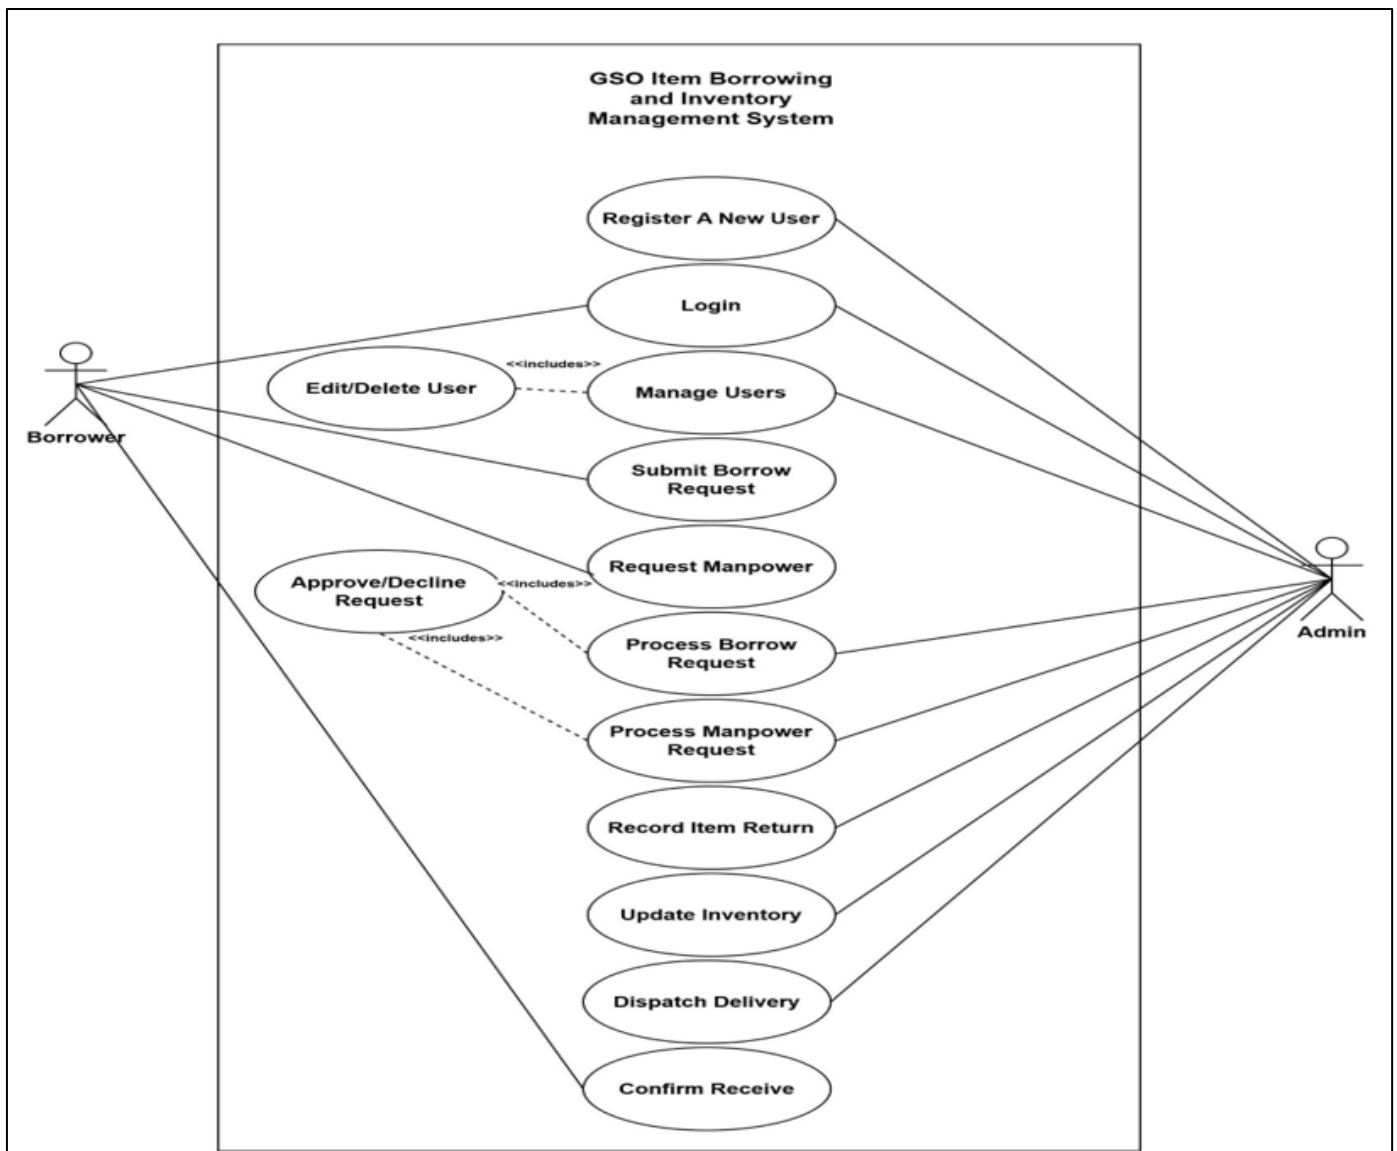 GSO Item Borrowing
and Inventory
Management System
Register A New User
Login
<<includes>>
Edit/Delete User
Manage Users
Borrower
Submit Borrow
Request
Request Manpower
Approve/Decline
Request
<<includes>>
<<includes>>
Process Borrow
Request
Admin
Process Manpower
Request
Record Item Return
Update Inventory
Dispatch Delivery
Confirm Receive